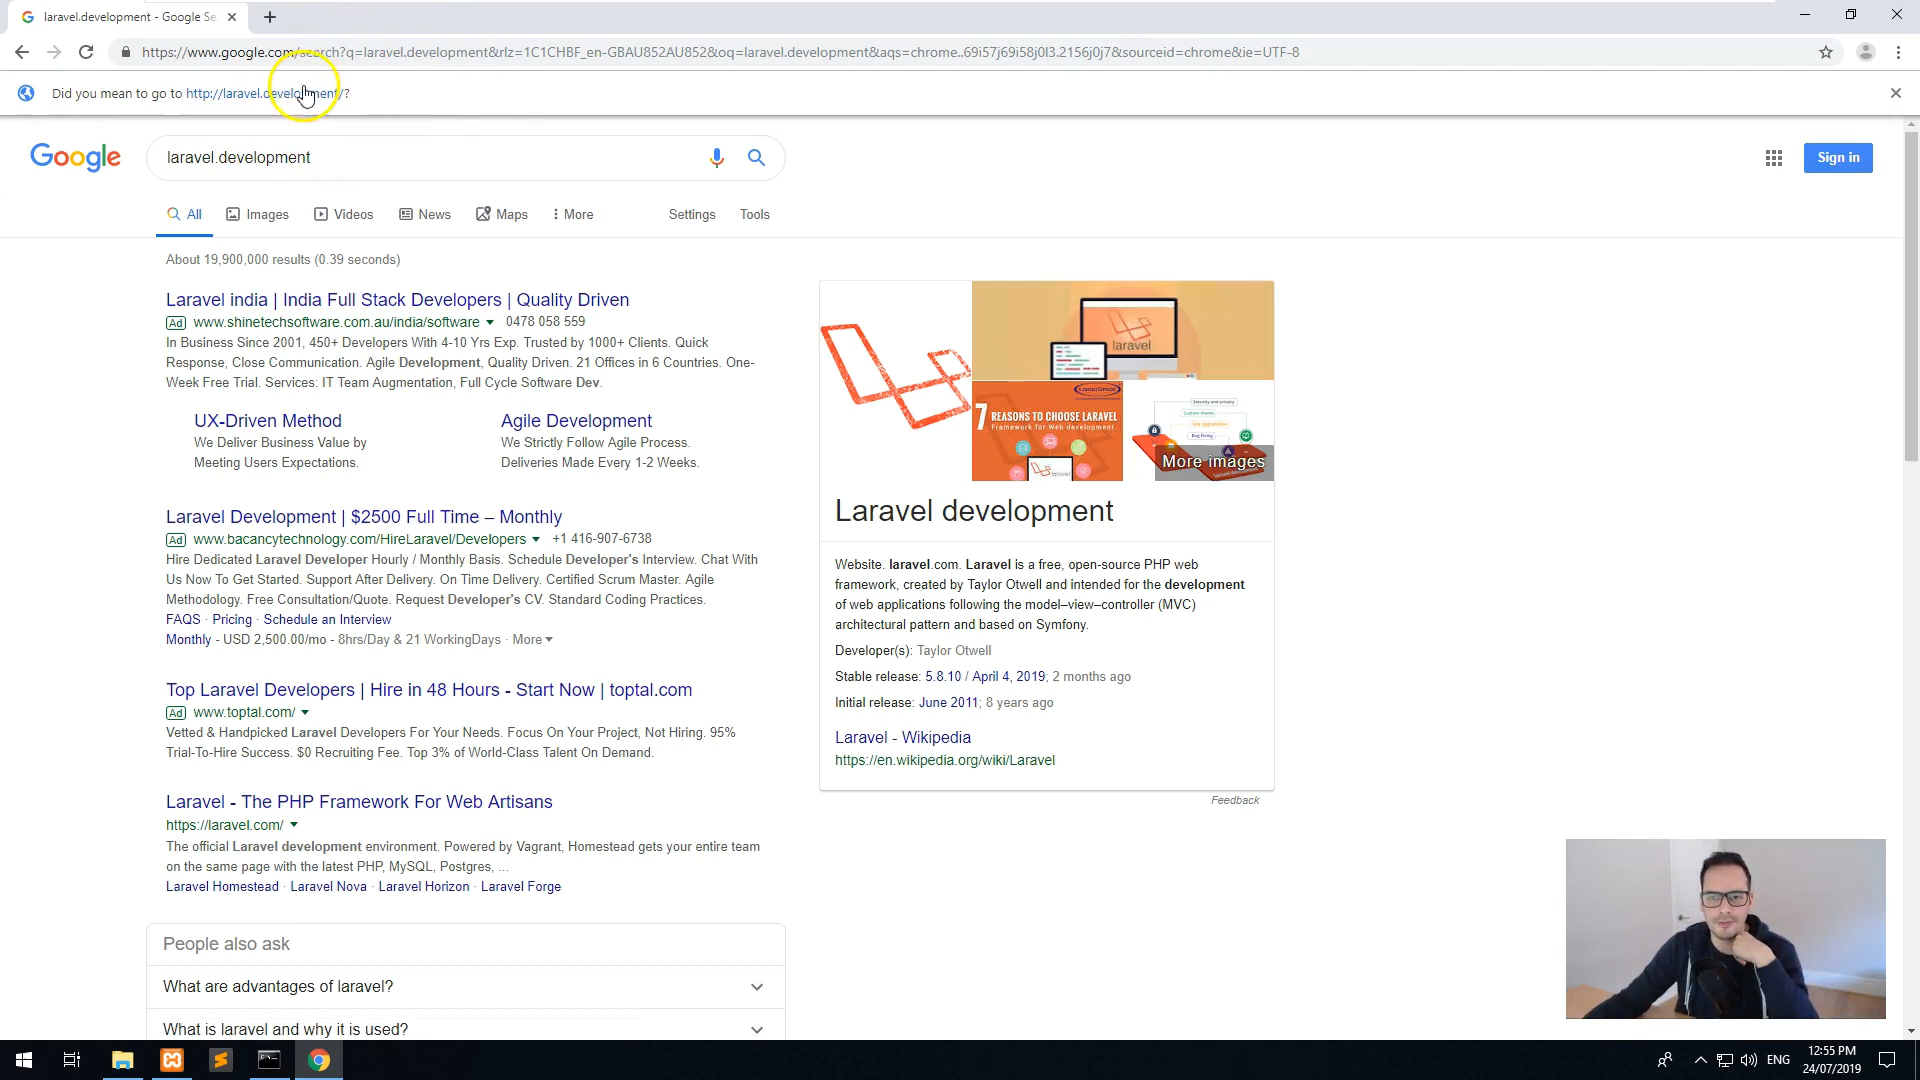 laravel.development - Google Se
https://www.google.com/search?q=laravel.development&rlz=1C1CHBF_en-GBAU852AU852&oq=laravel.development&aqs=chrome..69i57j69i58j0l3.2156j0j7&sourceid=chrome&ie=UTF-8
Did you mean to go to http://laravel.development/?
Google
laravel.development
Sign in
All Images Videos News Maps More Settings Tools
About 19,900,000 results (0.39 seconds)
Laravel india | India Full Stack Developers | Quality Driven
Ad www.shinetechsoftware.com.au/india/software 0478 058 559
In Business Since 2001, 450+ Developers With 4-10 Yrs Exp. Trusted by 1000+ Clients. Quick
Response, Close Communication. Agile Development, Quality Driven. 21 Offices in 6 Countries. One-
Week Free Trial. Services: IT Team Augmentation, Full Cycle Software Dev.
UX-Driven Method
We Deliver Business Value by
Meeting Users Expectations.
Agile Development
We Strictly Follow Agile Process.
Deliveries Made Every 1-2 Weeks.
Laravel Development | $2500 Full Time – Monthly
Ad www.bacancytechnology.com/HireLaravel/Developers +1 416-907-6738
Hire Dedicated Laravel Developer Hourly / Monthly Basis. Schedule Developer's Interview. Chat With
Us Now To Get Started. Support After Delivery. On Time Delivery. Certified Scrum Master. Agile
Methodology. Free Consultation/Quote. Request Developer's CV. Standard Coding Practices.
FAQS · Pricing · Schedule an Interview
Monthly - USD 2,500.00/mo - 8hrs/Day & 21 WorkingDays · More
Top Laravel Developers | Hire in 48 Hours - Start Now | toptal.com
Ad www.toptal.com/
Vetted & Handpicked Laravel Developers For Your Needs. Focus On Your Project, Not Hiring. 95%
Trial-To-Hire Success. $0 Recruiting Fee. Top 3% of World-Class Talent On Demand.
Laravel - The PHP Framework For Web Artisans
https://laravel.com/
The official Laravel development environment. Powered by Vagrant, Homestead gets your entire team
on the same page with the latest PHP, MySQL, Postgres, ...
Laravel Homestead · Laravel Nova · Laravel Horizon · Laravel Forge
People also ask
What are advantages of laravel?
What is laravel and why it is used?
laravel
7 REASONS TO CHOOSE LARAVEL
Framework for Web development
Security and privacy
Custom theme
Bug Fixing
More images
Laravel development
Website. laravel.com. Laravel is a free, open-source PHP web
framework, created by Taylor Otwell and intended for the development
of web applications following the model–view–controller (MVC)
architectural pattern and based on Symfony.
Developer(s): Taylor Otwell
Stable release: 5.8.10 / April 4, 2019; 2 months ago
Initial release: June 2011; 8 years ago
Laravel - Wikipedia
https://en.wikipedia.org/wiki/Laravel
Feedback
ENG
12:55 PM
24/07/2019